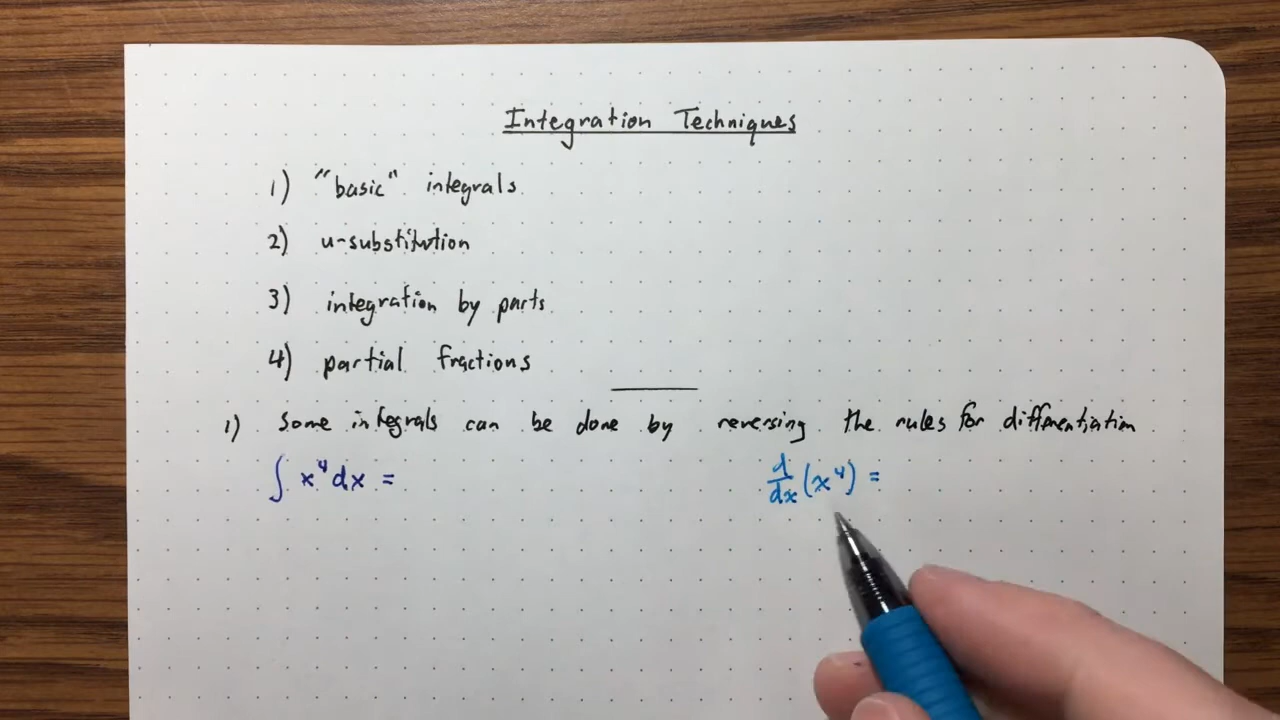 Integration Techniques
1) "basic" integrals
2) u-substitution
3) integration by parts
4) partial fractions
1) Some integrals can be done by reversing the rules for differentiation
∫ x⁴ dx = d/dx (x⁴) =